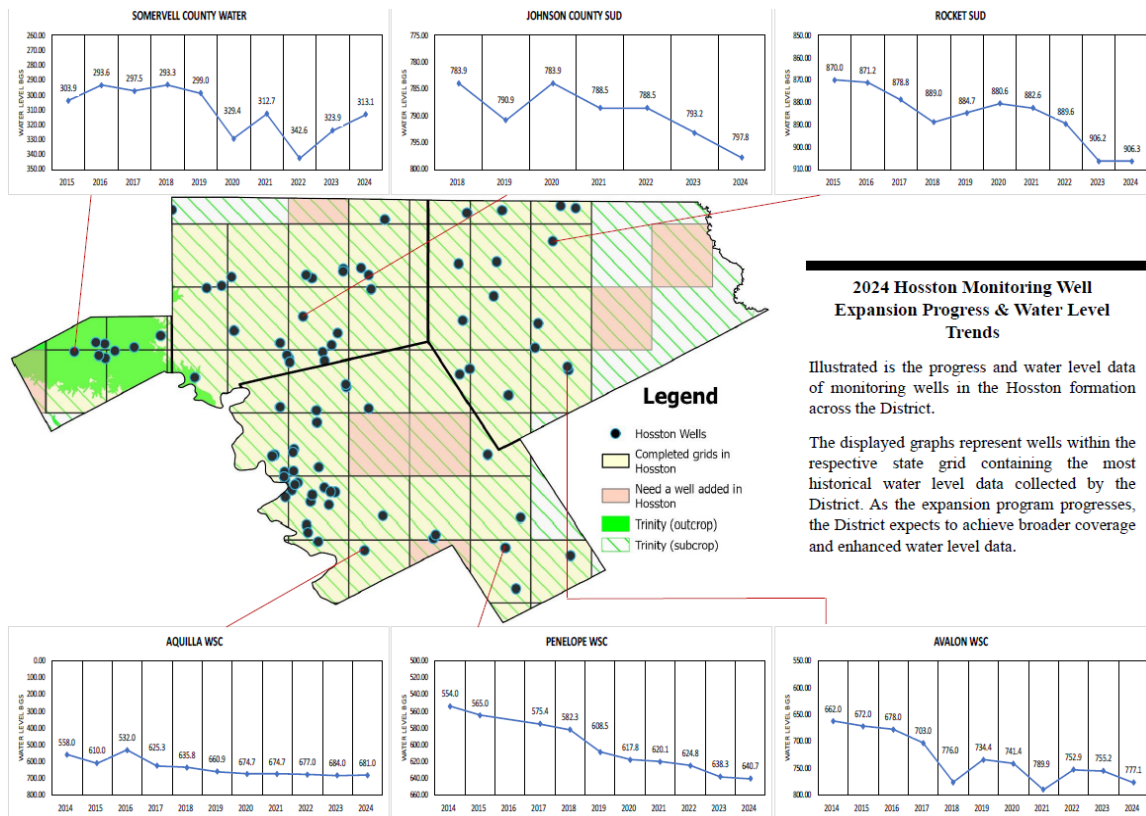 SOMERVELL COUNTY WATER
WATER LEVEL BGS
260.00
270.00
280.00
290.00
300.00
310.00
320.00
330.00
340.00
350.00
303.9
293.6
297.5
293.3
299.0
329.4
312.7
342.6
323.9
313.1
2015 2016 2017 2018 2019 2020 2021 2022 2023 2024
JOHNSON COUNTY SUD
WATER LEVEL BGS
775.00
780.00
785.00
790.00
795.00
800.00
783.9
790.9
783.9
788.5
788.5
793.2
797.8
2018 2019 2020 2021 2022 2023 2024
ROCKET SUD
WATER LEVEL BGS
850.00
860.00
870.00
880.00
890.00
900.00
910.00
870.0
871.2
878.8
889.0
884.7
880.6
882.6
889.6
906.2
906.3
2015 2016 2017 2018 2019 2020 2021 2022 2023 2024
2024 Hosston Monitoring Well
Expansion Progress & Water Level
Trends
Illustrated is the progress and water level data
of monitoring wells in the Hosston formation
across the District.
The displayed graphs represent wells within the
respective state grid containing the most
historical water level data collected by the
District. As the expansion program progresses,
the District expects to achieve broader coverage
and enhanced water level data.
Legend
Hosston Wells
Completed grids in
Hosston
Need a well added in
Hosston
Trinity (outcrop)
Trinity (subcrop)
AQUILLA WSC
WATER LEVEL BGS
0.00
100.00
200.00
300.00
400.00
500.00
600.00
700.00
800.00
558.0
610.0
532.0
625.3
635.8
660.9
674.7
674.7
677.0
684.0
681.0
2014 2015 2016 2017 2018 2019 2020 2021 2022 2023 2024
PENELOPE WSC
WATER LEVEL BGS
500.00
520.00
540.00
560.00
580.00
600.00
620.00
640.00
660.00
554.0
565.0
575.4
582.3
608.5
617.8
620.1
624.8
638.3
640.7
2014 2015 2017 2018 2019 2020 2021 2022 2023 2024
AVALON WSC
WATER LEVEL BGS
550.00
600.00
650.00
700.00
750.00
800.00
662.0
672.0
678.0
703.0
776.0
734.4
741.4
789.9
752.9
755.2
777.1
2014 2015 2016 2017 2018 2019 2020 2021 2022 2023 2024